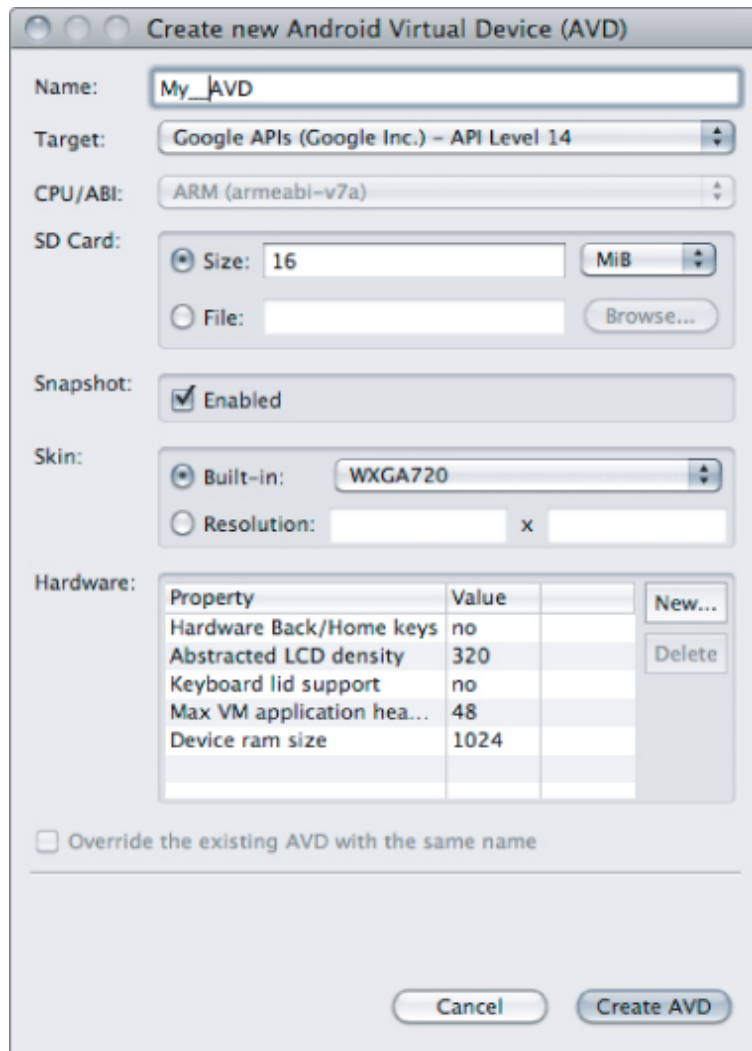 Create new Android Virtual Device (AVD)
Name: My__AVD
Target: Google APIs (Google Inc.) – API Level 14
CPU/ABI: ARM (armeabi-v7a)
SD Card:
Size: 16 MiB
File: Browse...
Snapshot: Enabled
Skin:
Built-in: WXGA720
Resolution: x
Hardware:
Property Value New...
Hardware Back/Home keys no
Abstracted LCD density 320 Delete
Keyboard lid support no
Max VM application hea... 48
Device ram size 1024
Override the existing AVD with the same name
Cancel Create AVD